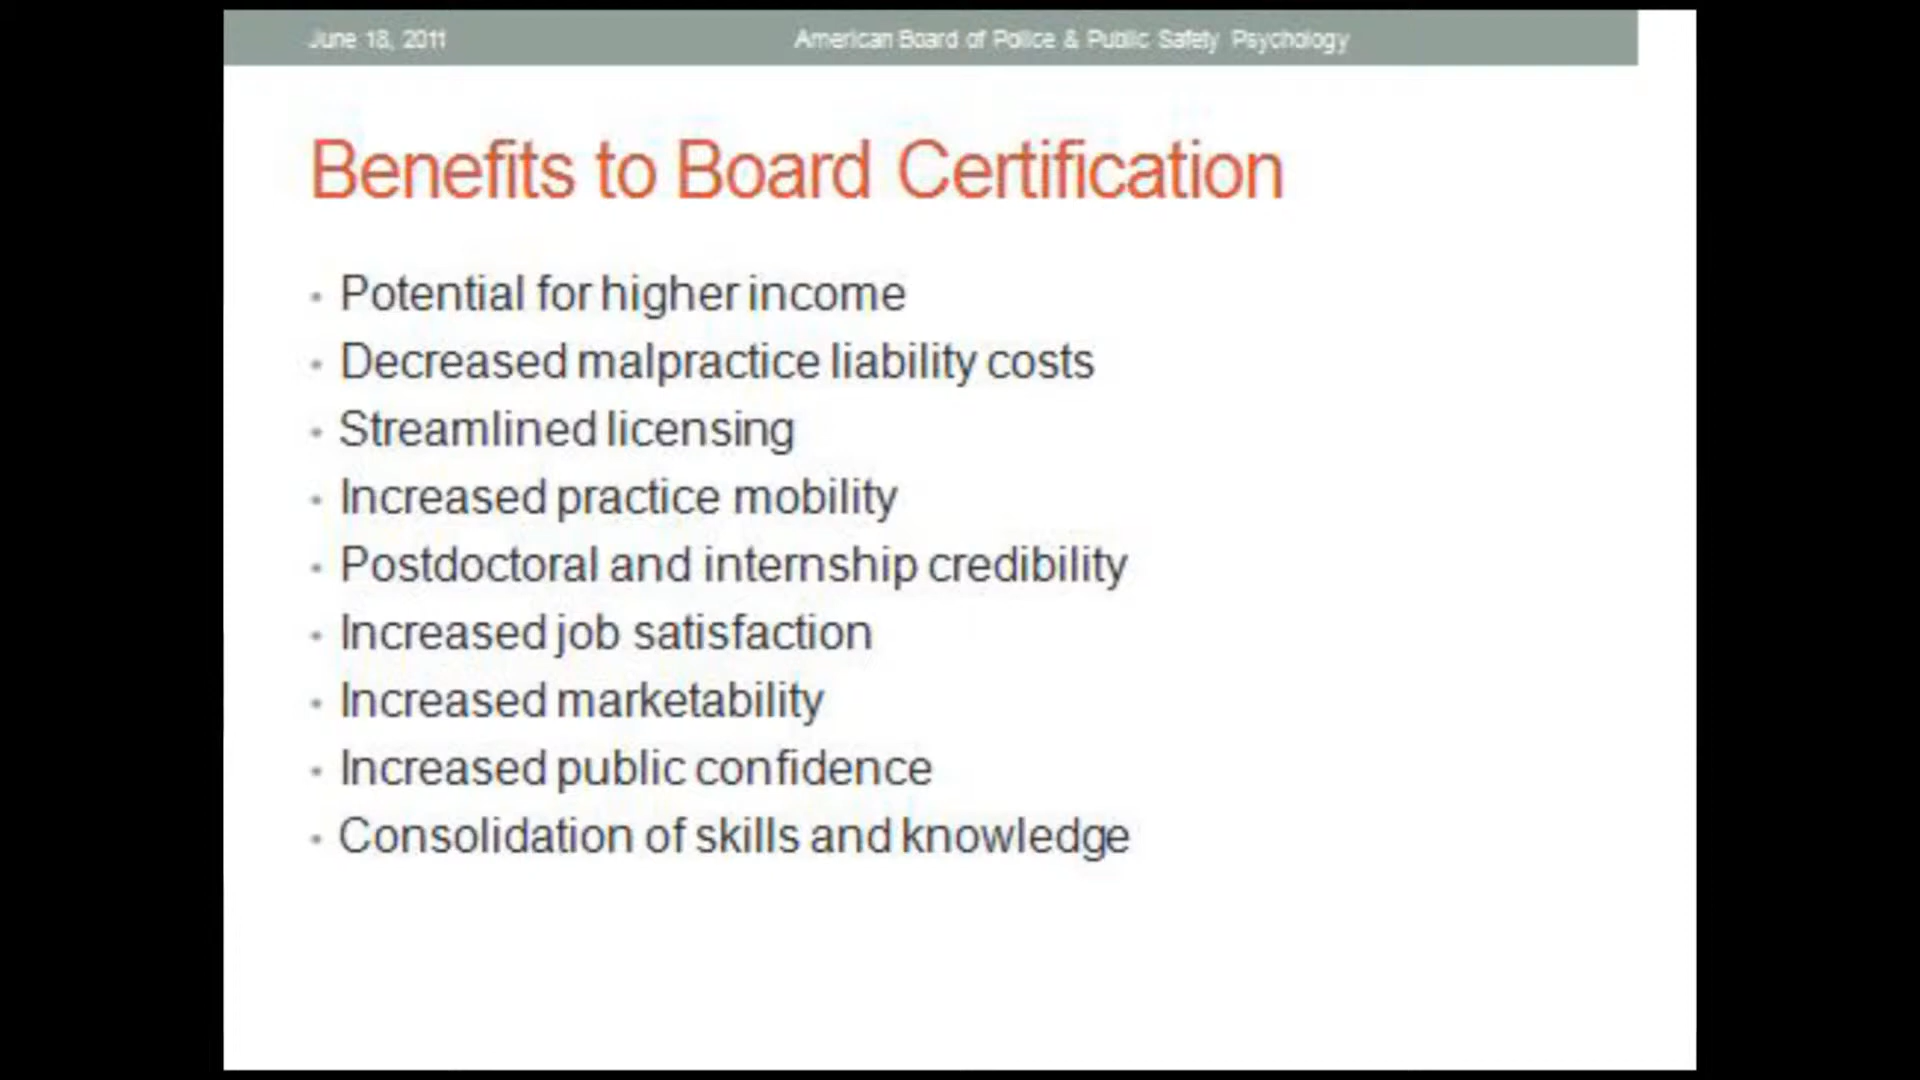 June 18, 2011 American Board of Police & Public Safety Psychology
Benefits to Board Certification
• Potential for higher income
• Decreased malpractice liability costs
• Streamlined licensing
• Increased practice mobility
• Postdoctoral and internship credibility
• Increased job satisfaction
• Increased marketability
• Increased public confidence
• Consolidation of skills and knowledge